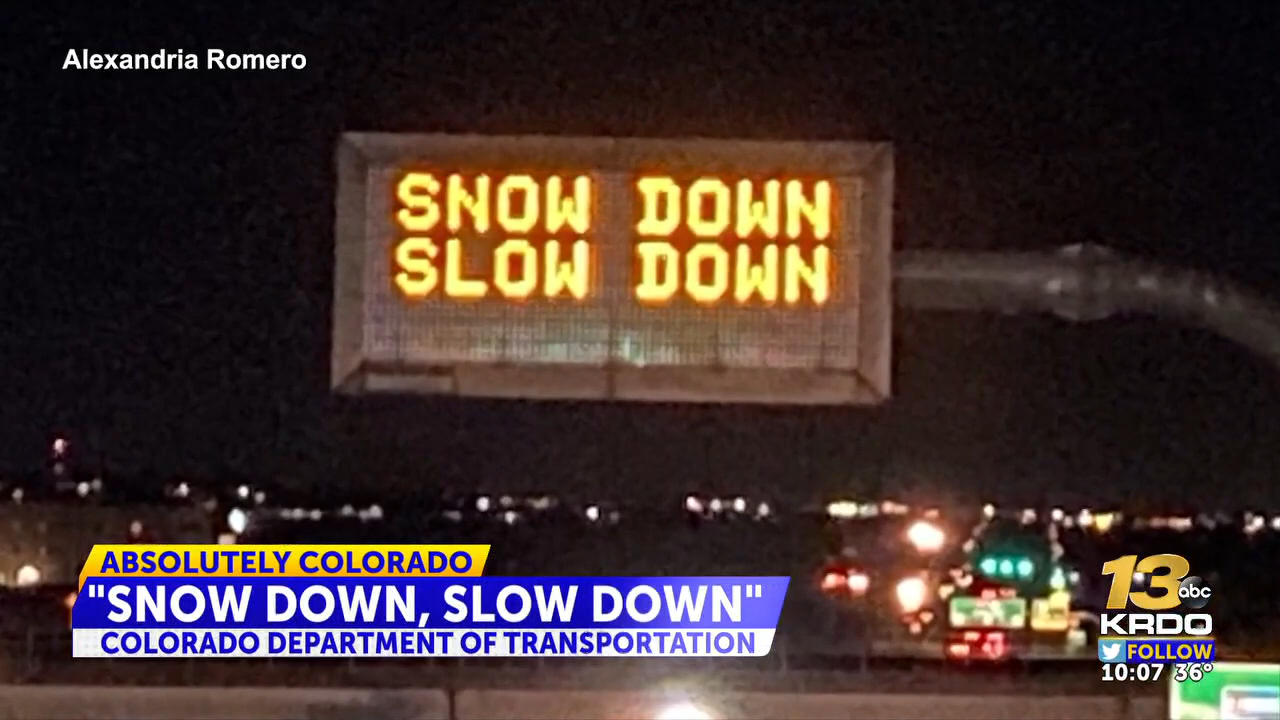 Alexandria Romero
SNOW DOWN
SLOW DOWN
ABSOLUTELY COLORADO
"SNOW DOWN, SLOW DOWN"
COLORADO DEPARTMENT OF TRANSPORTATION
13 abc
KRDO
FOLLOW
10:07 36°